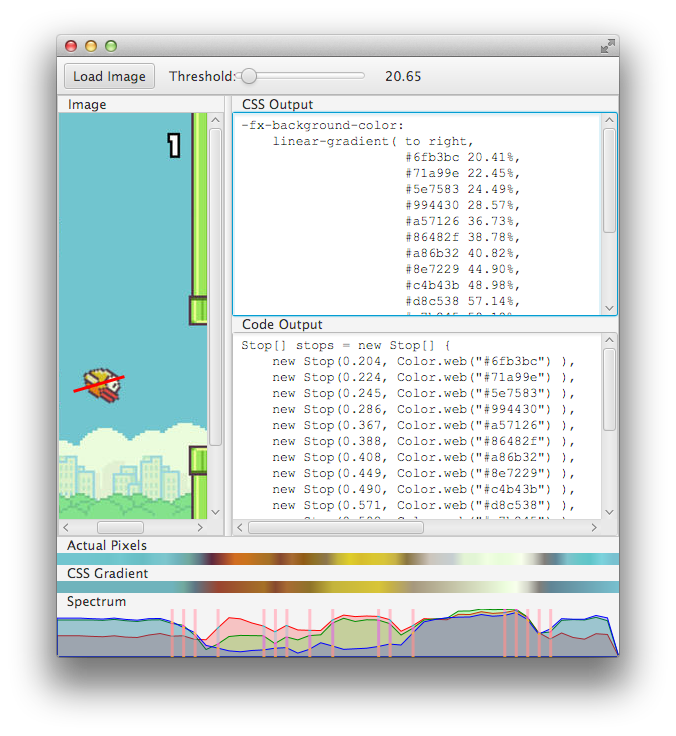 Load Image
Threshold:
20.65
Image
1
CSS Output
-fx-background-color:
linear-gradient( to right,
#6fb3bc 20.41%,
#71a99e 22.45%,
#5e7583 24.49%,
#994430 28.57%,
#a57126 36.73%,
#86482f 38.78%,
#a86b32 40.82%,
#8e7229 44.90%,
#c4b43b 48.98%,
#d8c538 57.14%,
Code Output
Stop[] stops = new Stop[] {
new Stop(0.204, Color.web("#6fb3bc") ),
new Stop(0.224, Color.web("#71a99e") ),
new Stop(0.245, Color.web("#5e7583") ),
new Stop(0.286, Color.web("#994430") ),
new Stop(0.367, Color.web("#a57126") ),
new Stop(0.388, Color.web("#86482f") ),
new Stop(0.408, Color.web("#a86b32") ),
new Stop(0.449, Color.web("#8e7229") ),
new Stop(0.490, Color.web("#c4b43b") ),
new Stop(0.571, Color.web("#d8c538") ),
Actual Pixels
CSS Gradient
Spectrum